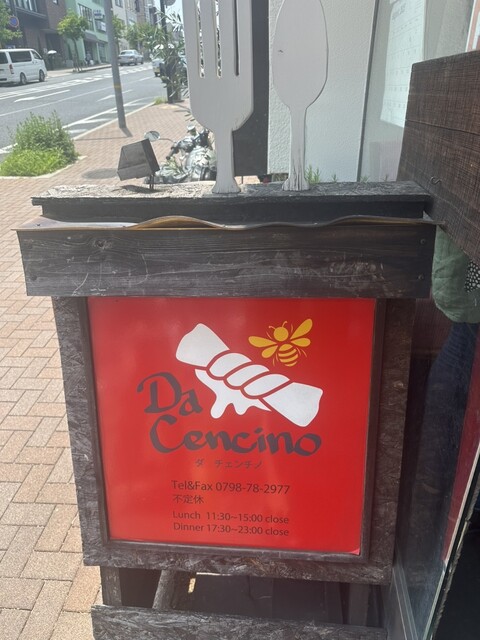 Da
Cencino
ダ チェンチノ
Tel&Fax 0798-78-2977
不定休
Lunch 11:30~15:00 close
Dinner 17:30~23:00 close